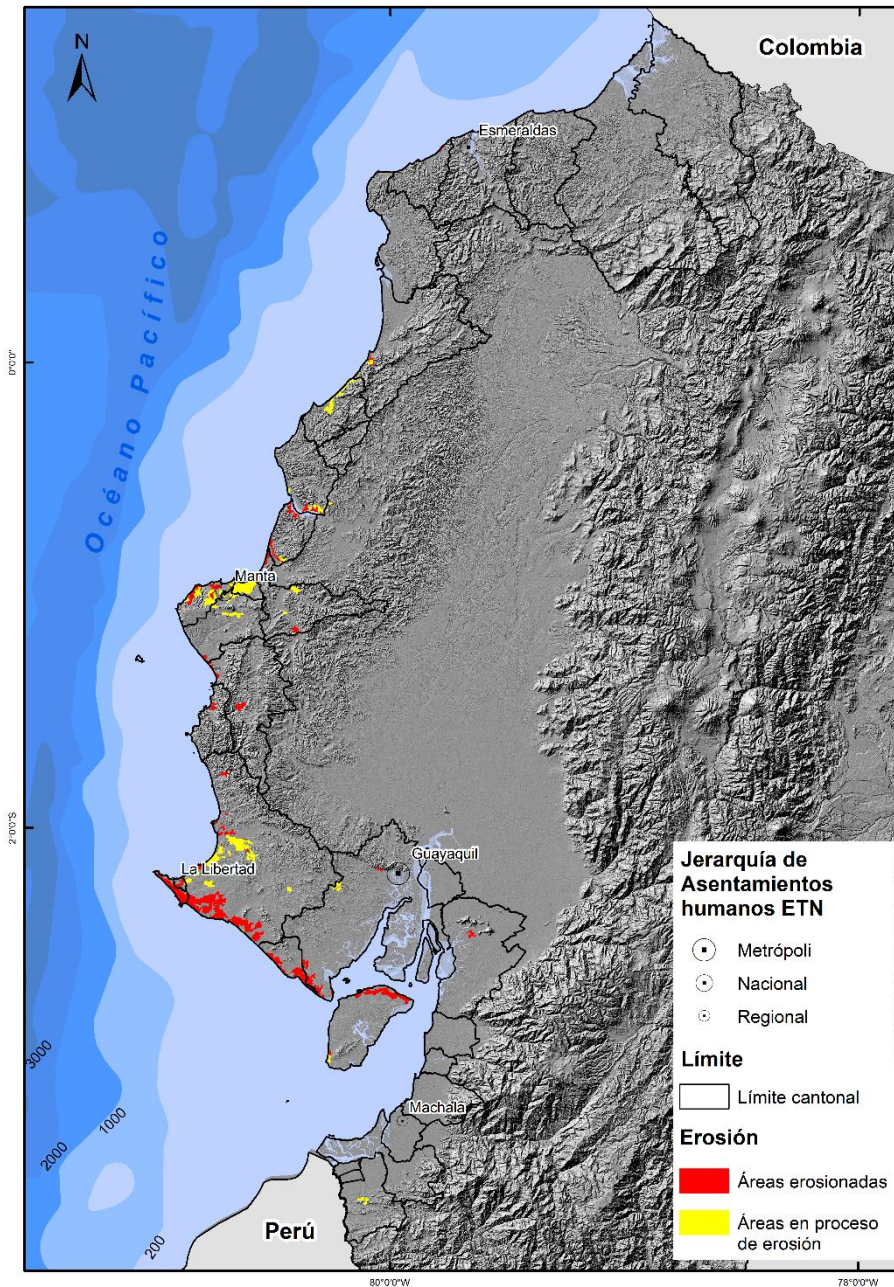 N
Colombia
Esmeraldas
Océano Pacífico
0°0'0"
Manta
2°0'0"S
La Libertad
Guayaquil
Machala
Perú
3000
2000
1000
200
80°0'0"W
78°0'0"W
Jerarquía de
Asentamientos
humanos ETN
Metrópoli
Nacional
Regional
Límite
Límite cantonal
Erosión
Áreas erosionadas
Áreas en proceso
de erosión